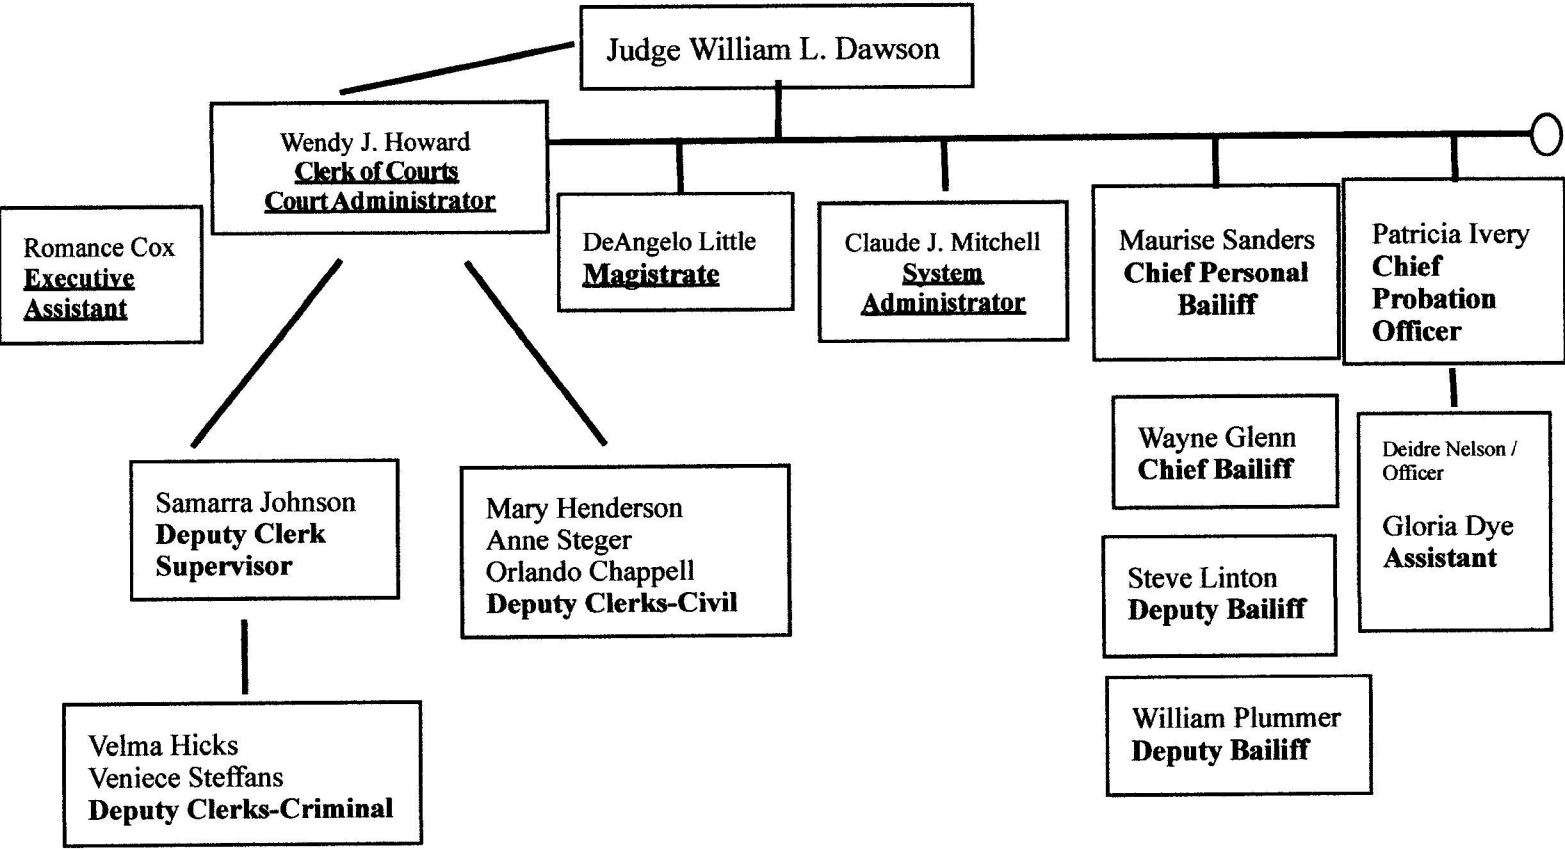 Judge William L. Dawson
Wendy J. Howard
Clerk of Courts
Court Administrator
Romance Cox
Executive
Assistant
DeAngelo Little
Magistrate
Claude J. Mitchell
System
Administrator
Maurise Sanders
Chief Personal
Bailiff
Patricia Ivery
Chief
Probation
Officer
Wayne Glenn
Chief Bailiff
Deidre Nelson /
Officer
Gloria Dye
Assistant
Samarra Johnson
Deputy Clerk
Supervisor
Mary Henderson
Anne Steger
Orlando Chappell
Deputy Clerks-Civil
Steve Linton
Deputy Bailiff
William Plummer
Deputy Bailiff
Velma Hicks
Veniece Steffans
Deputy Clerks-Criminal